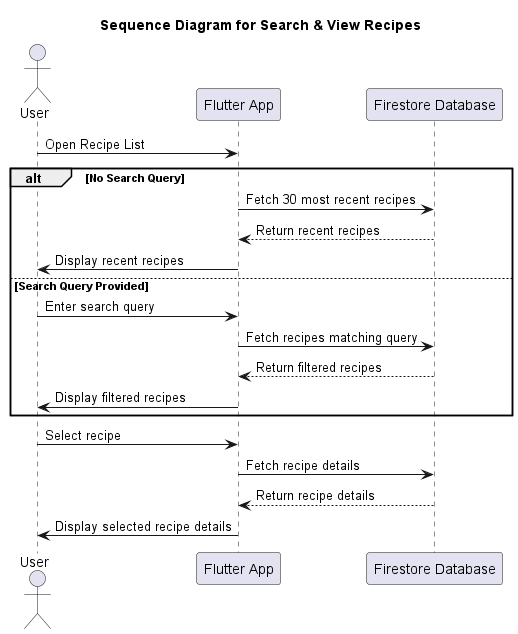 Sequence Diagram for Search & View Recipes
User
Flutter App
Firestore Database
Open Recipe List
alt [No Search Query]
Fetch 30 most recent recipes
Return recent recipes
Display recent recipes
[Search Query Provided]
Enter search query
Fetch recipes matching query
Return filtered recipes
Display filtered recipes
Select recipe
Fetch recipe details
Return recipe details
Display selected recipe details
User
Flutter App
Firestore Database